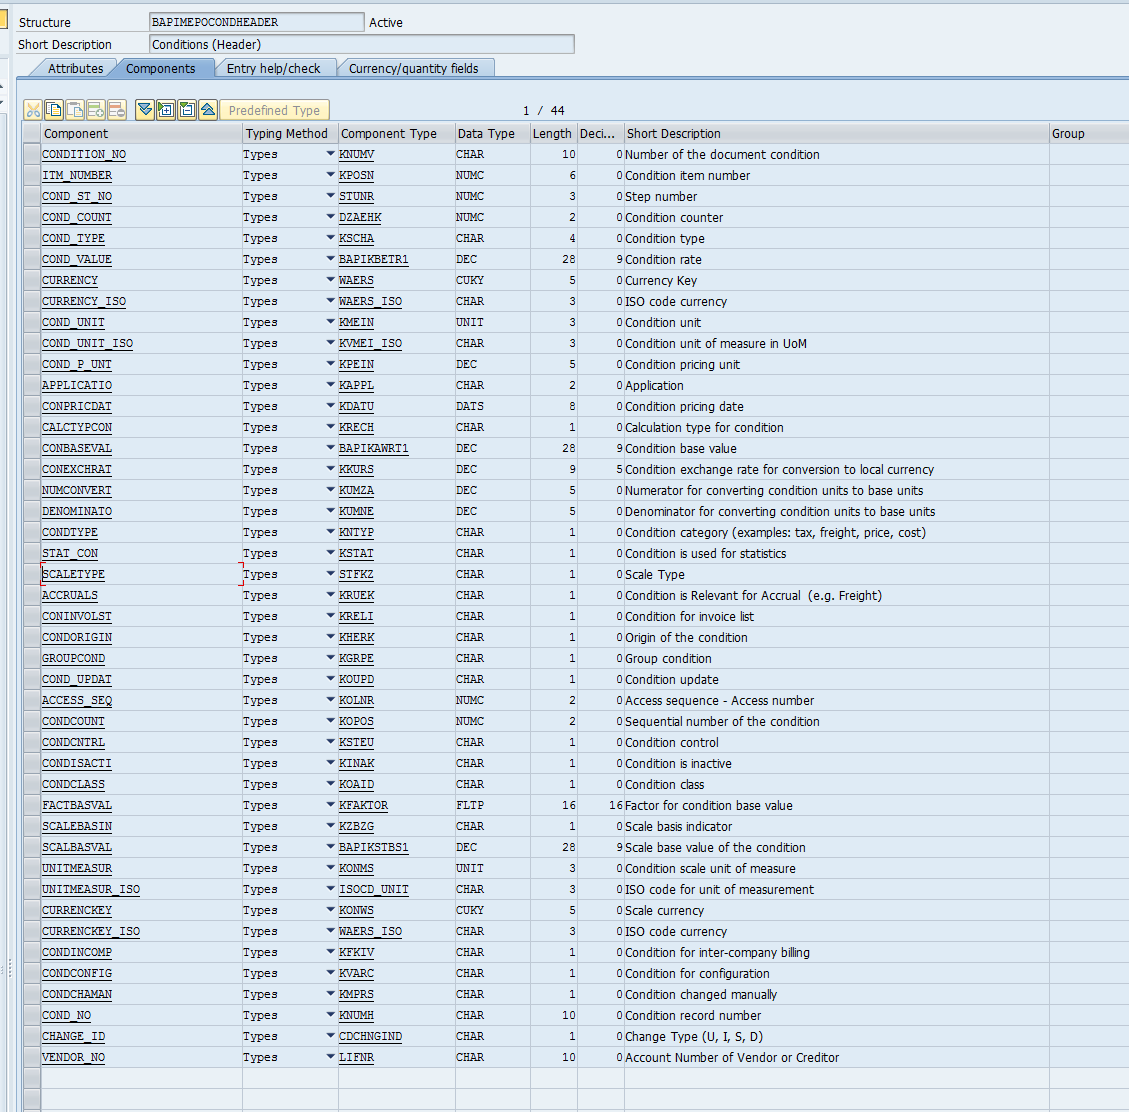 Structure BAPIMEPOCONDHEADER Active
Short Description Conditions (Header)
Attributes Components Entry help/check Currency/quantity fields
Predefined Type 1 / 44
Component Typing Method Component Type Data Type Length Deci... Short Description Group
CONDITION_NO Types KNUMV CHAR 10 0 Number of the document condition
ITM_NUMBER Types KPOSN NUMC 6 0 Condition item number
COND_ST_NO Types STUNR NUMC 3 0 Step number
COND_COUNT Types DZAEHK NUMC 2 0 Condition counter
COND_TYPE Types KSCHA CHAR 4 0 Condition type
COND_VALUE Types BAPIKBETR1 DEC 28 9 Condition rate
CURRENCY Types WAERS CUKY 5 0 Currency Key
CURRENCY_ISO Types WAERS_ISO CHAR 3 0 ISO code currency
COND_UNIT Types KMEIN UNIT 3 0 Condition unit
COND_UNIT_ISO Types KVMEI_ISO CHAR 3 0 Condition unit of measure in UoM
COND_P_UNT Types KPEIN DEC 5 0 Condition pricing unit
APPLICATIO Types KAPPL CHAR 2 0 Application
CONPRICDAT Types KDATU DATS 8 0 Condition pricing date
CALCTYPCON Types KRECH CHAR 1 0 Calculation type for condition
CONBASEVAL Types BAPIKAWRT1 DEC 28 9 Condition base value
CONEXCHRAT Types KKURS DEC 9 5 Condition exchange rate for conversion to local currency
NUMCONVERT Types KUMZA DEC 5 0 Numerator for converting condition units to base units
DENOMINATO Types KUMNE DEC 5 0 Denominator for converting condition units to base units
CONDTYPE Types KNTYP CHAR 1 0 Condition category (examples: tax, freight, price, cost)
STAT_CON Types KSTAT CHAR 1 0 Condition is used for statistics
SCALETYPE Types STFKZ CHAR 1 0 Scale Type
ACCRUALS Types KRUEK CHAR 1 0 Condition is Relevant for Accrual (e.g. Freight)
CONINVOLST Types KRELI CHAR 1 0 Condition for invoice list
CONDORIGIN Types KHERK CHAR 1 0 Origin of the condition
GROUPCOND Types KGRPE CHAR 1 0 Group condition
COND_UPDAT Types KOUPD CHAR 1 0 Condition update
ACCESS_SEQ Types KOLNR NUMC 2 0 Access sequence - Access number
CONDCOUNT Types KOPOS NUMC 2 0 Sequential number of the condition
CONDCNTRL Types KSTEU CHAR 1 0 Condition control
CONDISACTI Types KINAK CHAR 1 0 Condition is inactive
CONDCLASS Types KOAID CHAR 1 0 Condition class
FACTBASVAL Types KFAKTOR FLTP 16 16 Factor for condition base value
SCALEBASIN Types KZBZG CHAR 1 0 Scale basis indicator
SCALBASVAL Types BAPIKSTBS1 DEC 28 9 Scale base value of the condition
UNITMEASUR Types KONMS UNIT 3 0 Condition scale unit of measure
UNITMEASUR_ISO Types ISOCD_UNIT CHAR 3 0 ISO code for unit of measurement
CURRENCKEY Types KONWS CUKY 5 0 Scale currency
CURRENCKEY_ISO Types WAERS_ISO CHAR 3 0 ISO code currency
CONDINCOMP Types KFKIV CHAR 1 0 Condition for inter-company billing
CONDCONFIG Types KVARC CHAR 1 0 Condition for configuration
CONDCHAMAN Types KMPRS CHAR 1 0 Condition changed manually
COND_NO Types KNUMH CHAR 10 0 Condition record number
CHANGE_ID Types CDCHNGIND CHAR 1 0 Change Type (U, I, S, D)
VENDOR_NO Types LIFNR CHAR 10 0 Account Number of Vendor or Creditor